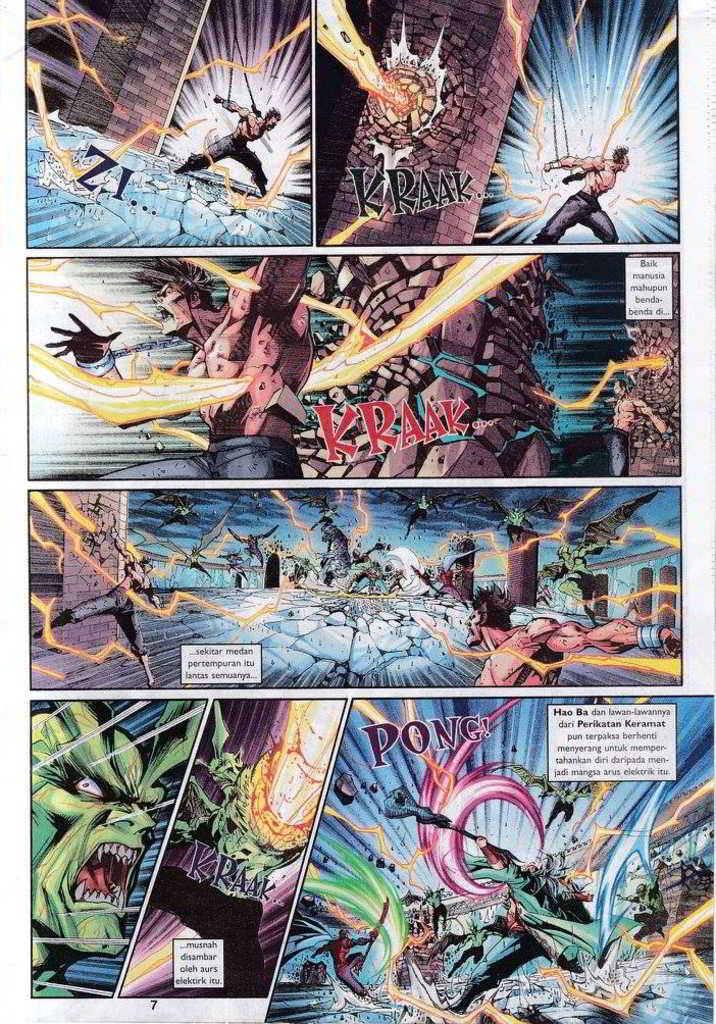 ZI...
KRAAK...
Baik
manusia
mahupun
benda-
benda di...
KRAAK...
...sekitar medan
pertempuran itu
lantas semuanya...
KRAAK...
...musnah
disambar
oleh aurs
elektirk itu.
PONG!
Hao Ba dan lawan-lawannya
dari Perikatan Keramat
pun terpaksa berhenti
menyerang untuk memper-
tahankan diri daripada men-
jadi mangsa arus elektrik itu.
7